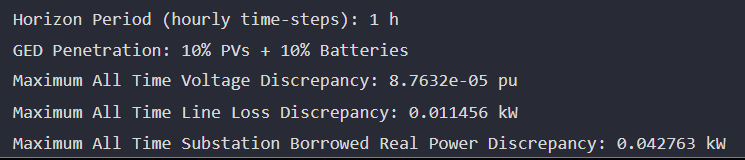 Horizon Period (hourly time-steps): 1 h
GED Penetration: 10% PVs + 10% Batteries
Maximum All Time Voltage Discrepancy: 8.7632e-05 pu
Maximum All Time Line Loss Discrepancy: 0.011456 kW
Maximum All Time Substation Borrowed Real Power Discrepancy: 0.042763 kW